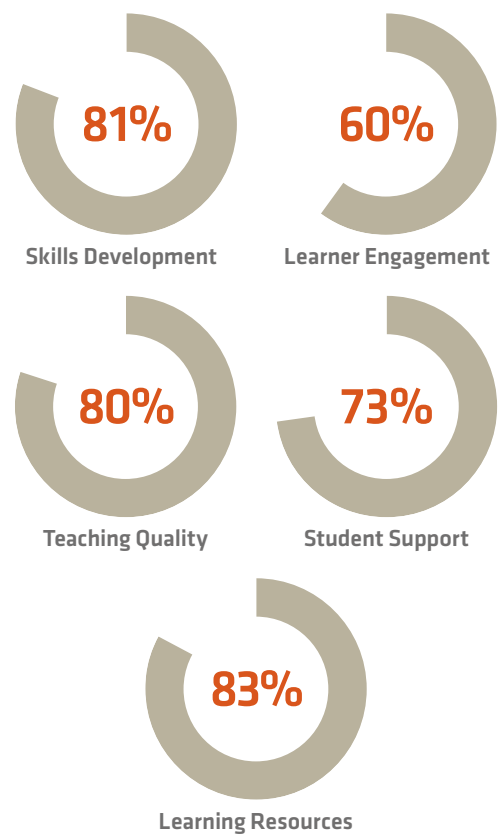 81%
Skills Development
60%
Learner Engagement
80%
Teaching Quality
73%
Student Support
83%
Learning Resources